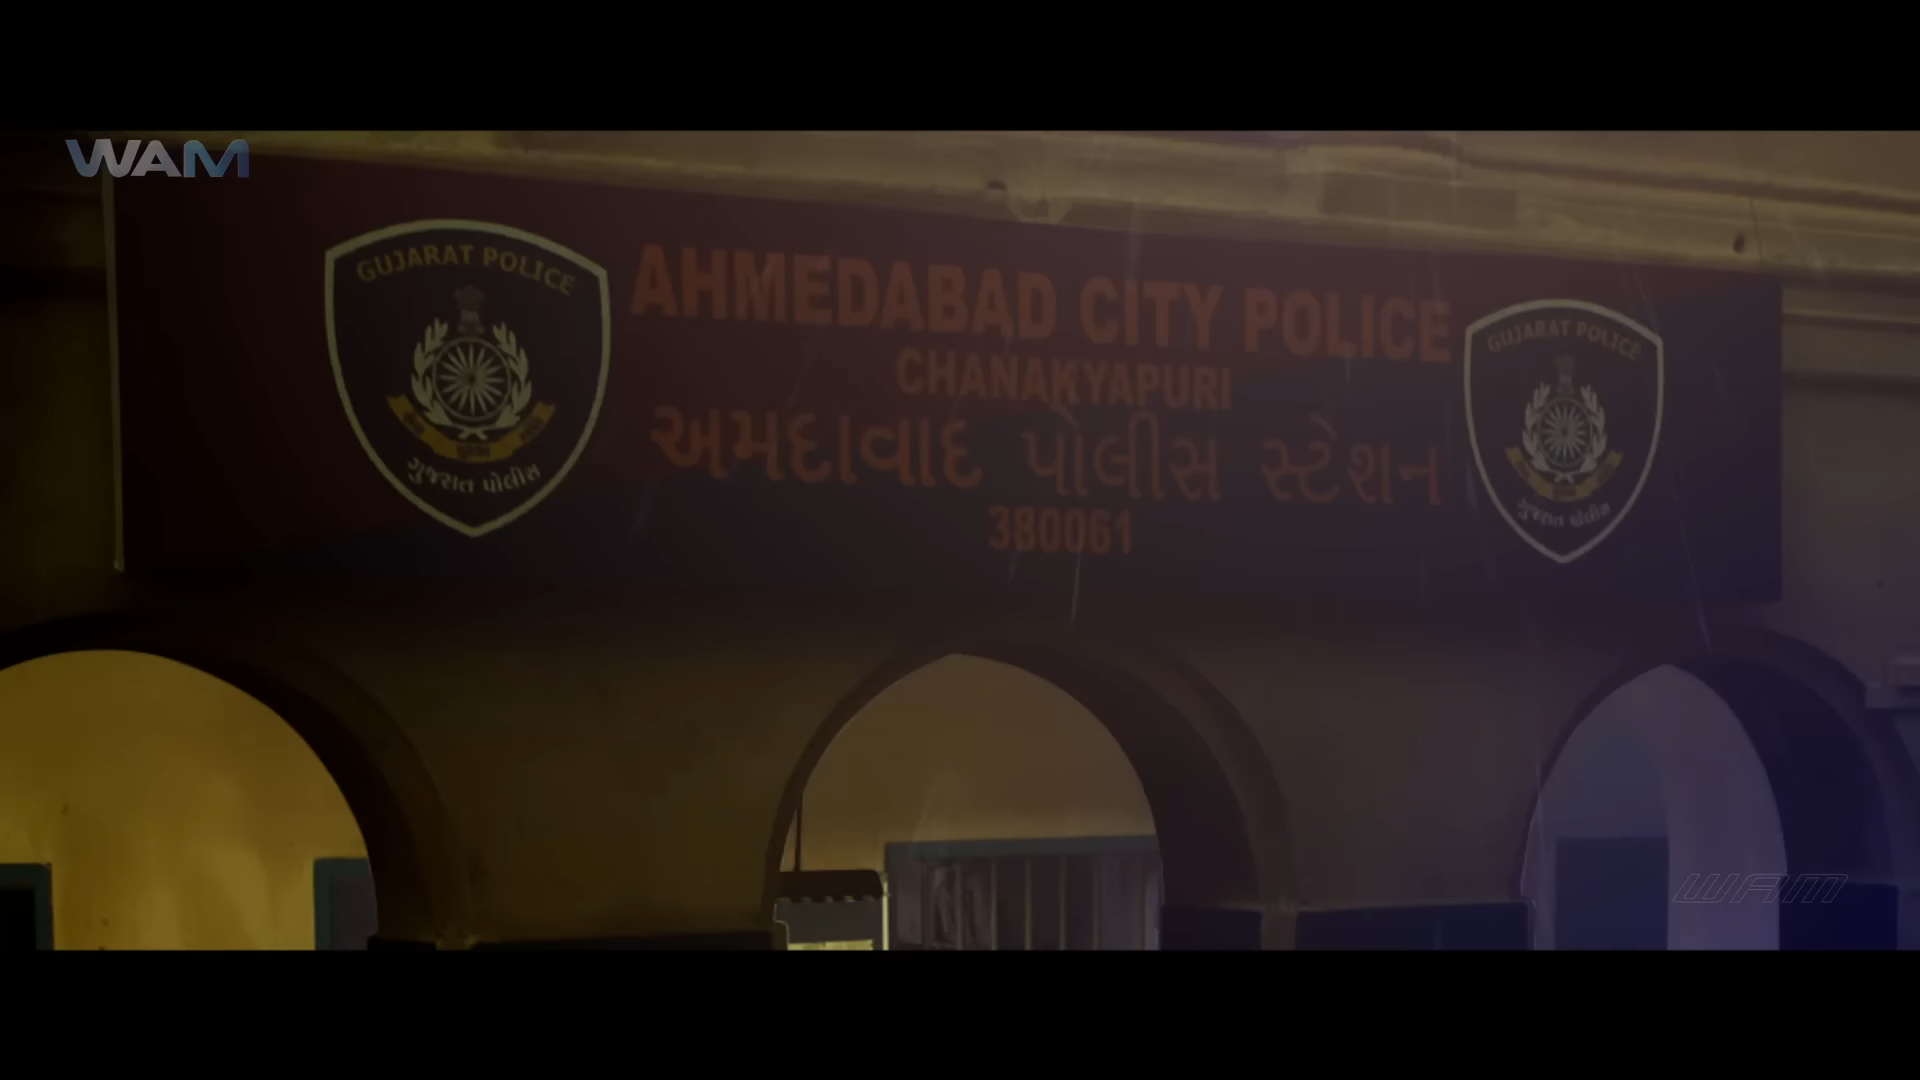 WAM
GUJARAT POLICE
ગુજરાત પોલીસ
AHMEDABAD CITY POLICE
CHANAKYAPURI
અમદાવાદ પોલીસ સ્ટેશન
380061
GUJARAT POLICE
ગુજરાત પોલીસ
WAM